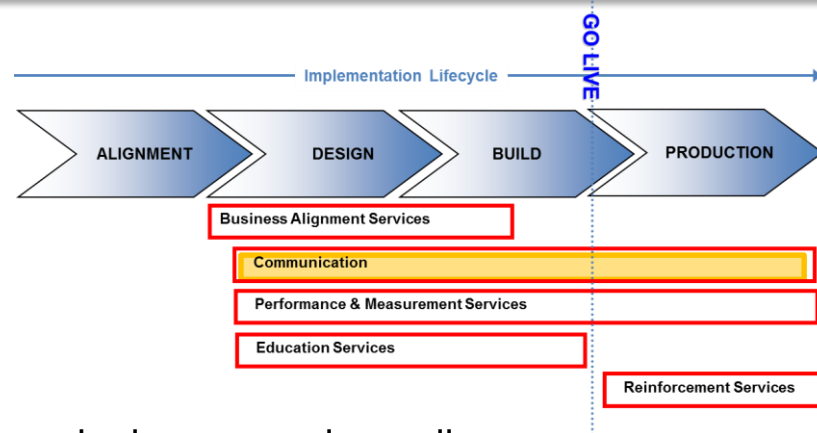 GO LIVE
Implementation Lifecycle
ALIGNMENT
DESIGN
BUILD
PRODUCTION
Business Alignment Services
Communication
Performance & Measurement Services
Education Services
Reinforcement Services